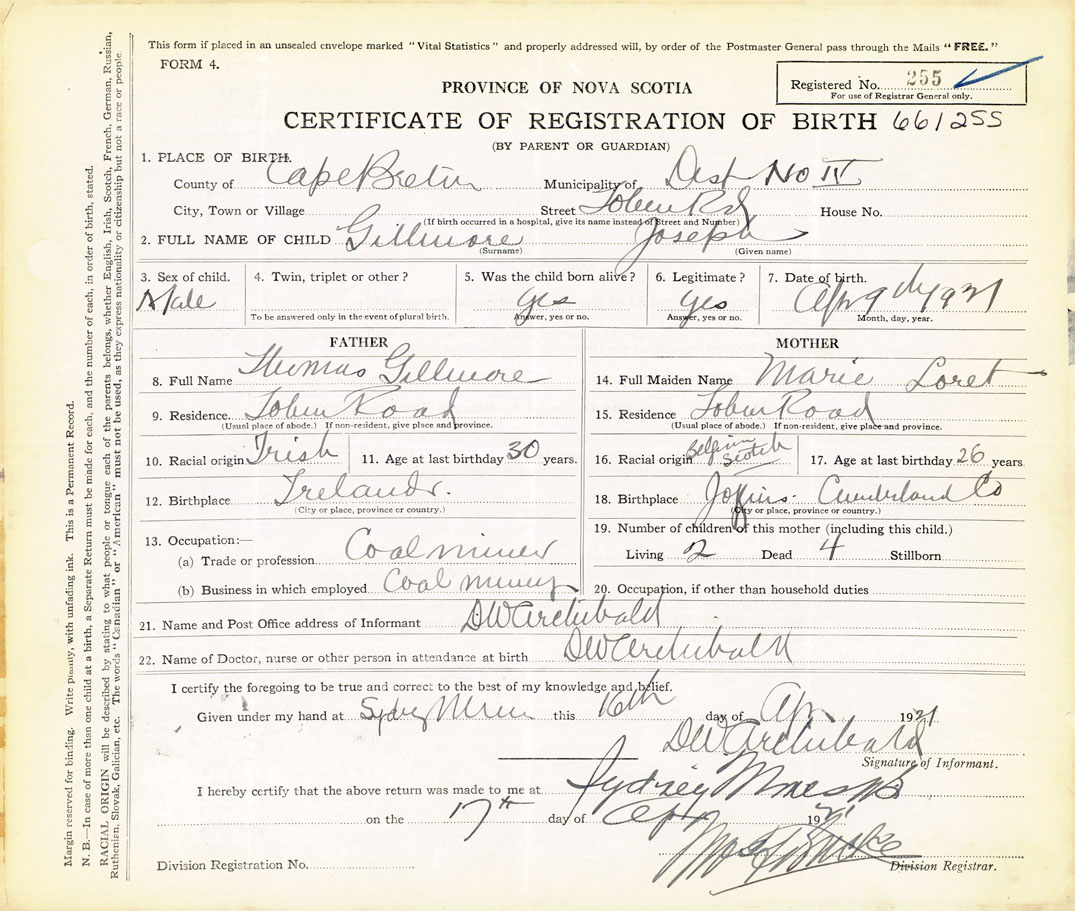 This form if placed in an unsealed envelope marked "Vital Statistics" and properly addressed will, by order of the Postmaster General pass through the Mails "FREE."
FORM 4.
Registered No. 255
For use of Registrar General only.
PROVINCE OF NOVA SCOTIA
CERTIFICATE OF REGISTRATION OF BIRTH 661255
(BY PARENT OR GUARDIAN)
1. PLACE OF BIRTH.
County of Cape Breton Municipality of Dist No IV
City, Town or Village Street Tobin Rd House No.
(If birth occurred in a hospital, give its name instead of Street and Number)
2. FULL NAME OF CHILD Gillmore Joseph
(Surname) (Given name)
3. Sex of child. 4. Twin, triplet or other? 5. Was the child born alive? 6. Legitimate? 7. Date of birth.
Male yes yes Apr 9th 1921
To be answered only in the event of plural birth. Answer, yes or no. Answer, yes or no. Month, day, year.
FATHER
8. Full Name Thomas Gillmore
9. Residence Tobin Road
(Usual place of abode.) If non-resident, give place and province.
10. Racial origin Irish 11. Age at last birthday 30 years.
12. Birthplace Ireland
(City or place, province or country.)
13. Occupation:—
(a) Trade or profession Coal miner
(b) Business in which employed Coal mining
MOTHER
14. Full Maiden Name Marie Loret
15. Residence Tobin Road
(Usual place of abode.) If non-resident, give place and province.
16. Racial origin Belgian Scotch 17. Age at last birthday 26 years.
18. Birthplace Joggins. Cumberland Co
(City or place, province or country.)
19. Number of children of this mother (including this child.)
Living 2 Dead 4 Stillborn
20. Occupation, if other than household duties
21. Name and Post Office address of Informant DW Archibald
22. Name of Doctor, nurse or other person in attendance at birth DW Archibald
I certify the foregoing to be true and correct to the best of my knowledge and belief.
Given under my hand at Sydney Mines this 16th day of Apr 1921
DW Archibald
Signature of Informant.
I hereby certify that the above return was made to me at Sydney Mines
on the 17th day of Apr 1921
Division Registration No. Division Registrar.
Margin reserved for binding. Write plainly, with unfading ink. This is a Permanent Record.
N. B.—In case of more than one child at a birth, a Separate Return must be made for each, and the number of each, in order of birth, stated.
RACIAL ORIGIN will be described by stating to what people or tongue each of the parents belongs, whether English, Irish, Scotch, French, German, Russian,
Ruthenian, Slovak, Galician, etc. The words "Canadian" or "American" must not be used, as they express nationality or citizenship but not a race or people.